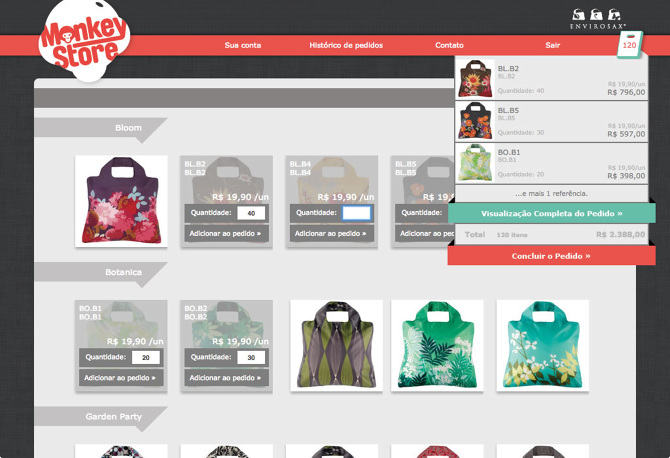 Monkey
Store
ENVIROSAX
Sua conta
Histórico de pedidos
Contato
Sair
120
BL.B2
BL.B2
Quantidade: 40
R$ 19,90/un
R$ 796,00
BL.B5
BL.B5
Quantidade: 30
R$ 19,90/un
R$ 597,00
BO.B1
BO.B1
Quantidade: 20
R$ 19,90/un
R$ 398,00
...e mais 1 referência.
Visualização Completa do Pedido »
Total 120 itens R$ 2.388,00
Concluir o Pedido »
Bloom
BL.B2
BL.B2
R$ 19,90 /un
Quantidade: 40
Adicionar ao pedido »
BL.B4
BL.B4
R$ 19,90 /un
Quantidade:
Adicionar ao pedido »
BL.B5
BL.B5
R$ 
Quantidade
Adicionar
Botanica
BO.B1
BO.B1
R$ 19,90 /un
Quantidade: 20
Adicionar ao pedido »
BO.B2
BO.B2
R$ 19,90 /un
Quantidade: 30
Adicionar ao pedido »
Garden Party